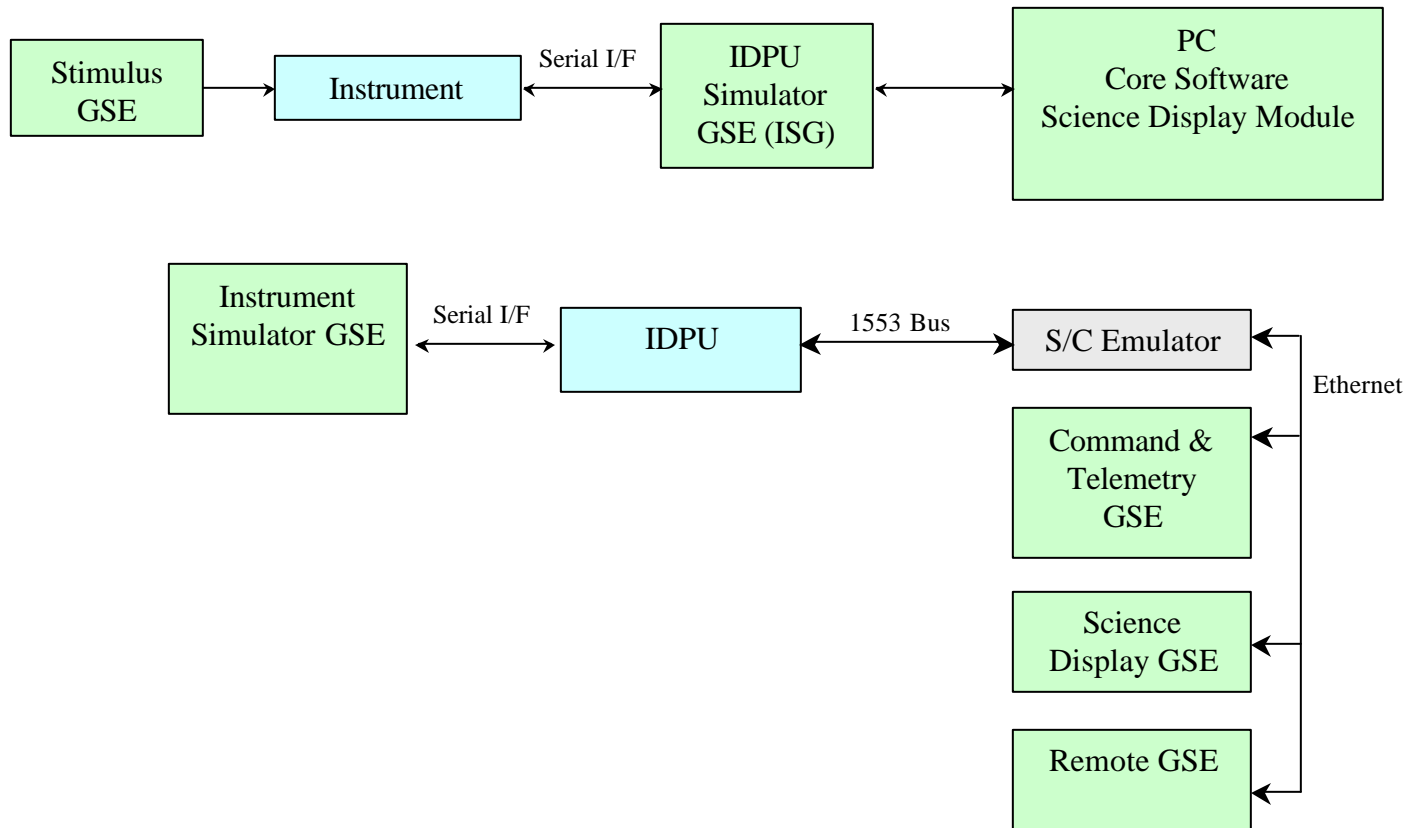 Stimulus
GSE
Instrument
Serial I/F
IDPU
Simulator
GSE (ISG)
PC
Core Software
Science Display Module
Instrument
Simulator GSE
Serial I/F
IDPU
1553 Bus
S/C Emulator
Ethernet
Command &
Telemetry
GSE
Science
Display GSE
Remote GSE